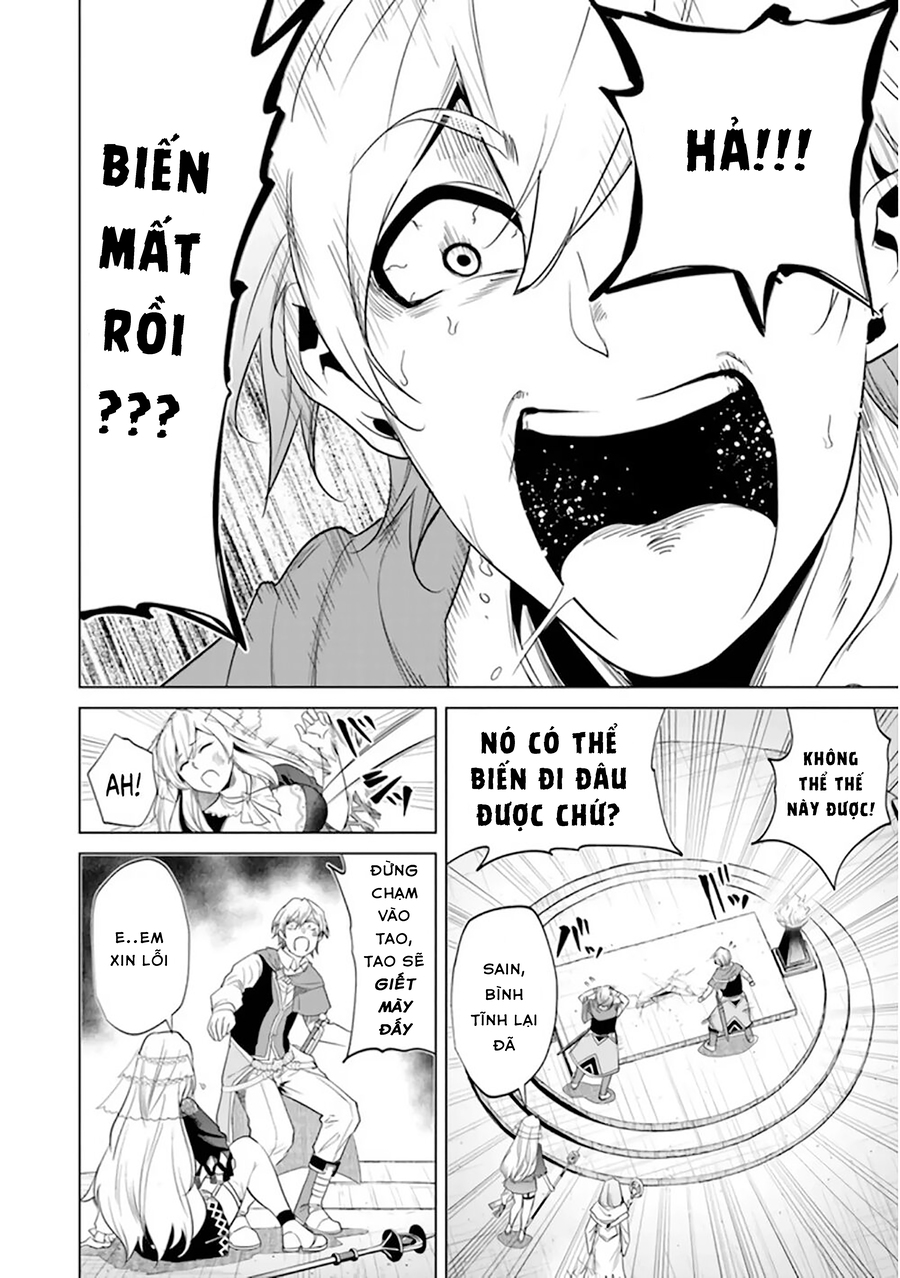 HẢ!!!
BIẾN
MẤT
RỒI
???
KHÔNG
THỂ THẾ
NÀY ĐƯỢC!
NÓ CÓ THỂ
BIẾN ĐI ĐÂU
ĐƯỢC CHỨ?
SAIN,
BÌNH
TĨNH LẠI
ĐÃ
AH!
ĐỪNG
CHẠM
VÀO
TAO,
TAO SẼ
GIẾT
MÀY
ĐẤY
E..EM
XIN LỖI